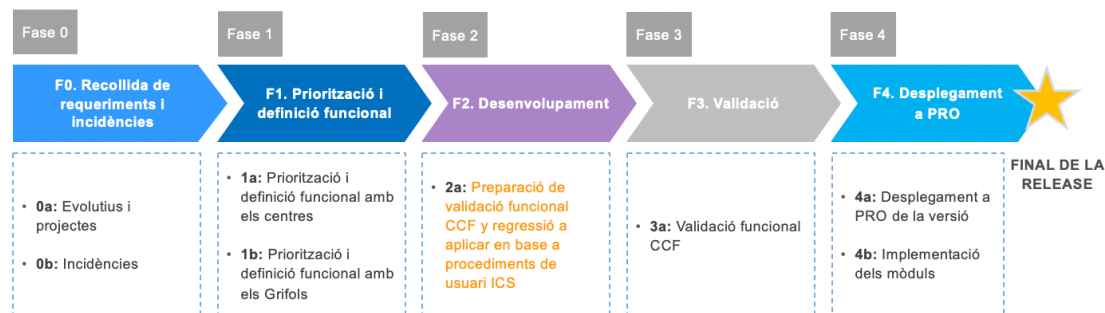 Fase 0
Fase 1
Fase 2
Fase 3
Fase 4
F0. Recollida de
requeriments i
incidències
F1. Priorització i
definició funcional
F2. Desenvolupament
F3. Validació
F4. Desplegament
a PRO
FINAL DE LA
RELEASE
• 0a: Evolutius i
projectes
• 0b: Incidències
• 1a: Priorització i
definició funcional amb
els centres
• 1b: Priorització i
definició funcional amb
els Grifols
• 2a: Preparació de
validació funcional
CCF y regressió a
aplicar en base a
procediments de
usuari ICS
• 3a: Validació funcional
CCF
• 4a: Desplegament a
PRO de la versió
• 4b: Implementació
dels mòduls